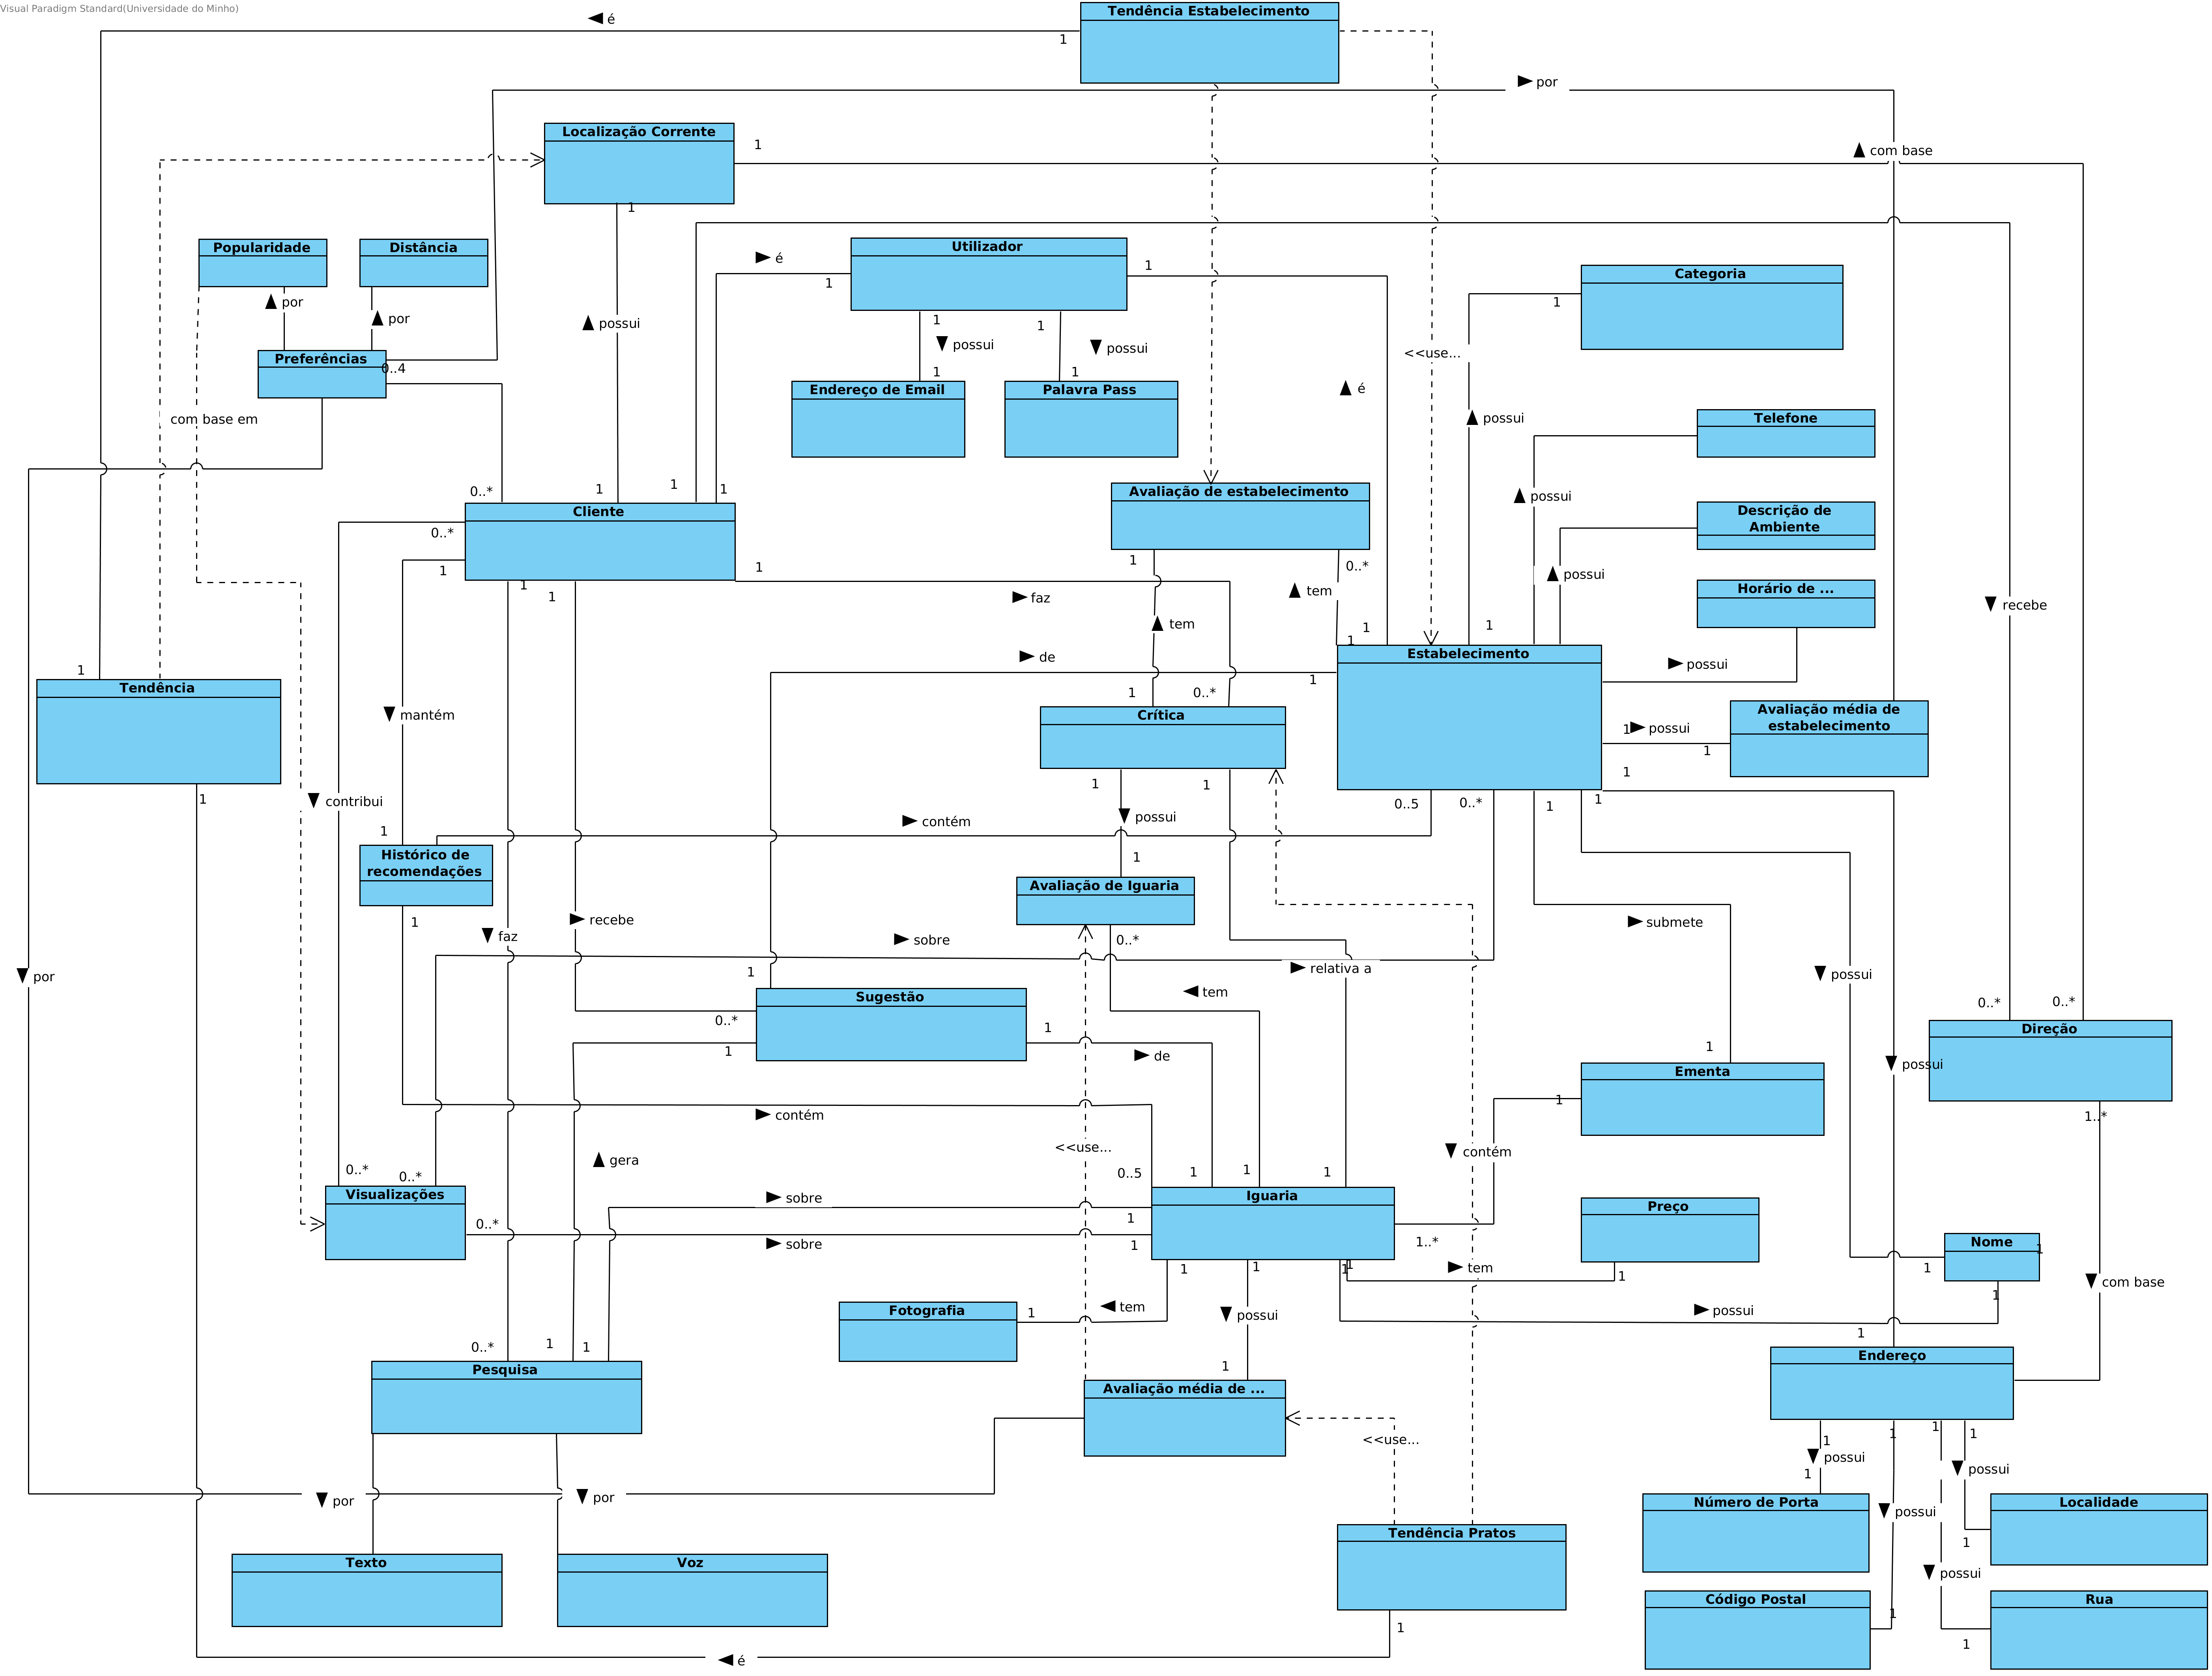 Visual Paradigm Standard(Universidade do Minho)
Tendência Estabelecimento
◀ é
1
▶ por
Localização Corrente
1
▲ com base
1
Popularidade
Distância
Utilizador
▶ é
1
1
Categoria
1
▲ por
▲ por
▲ possui
1
1
▼ possui
▼ possui
<<use...
Preferências
0..4
1
1
Endereço de Email
Palavra Pass
▲ é
com base em
▲ possui
Telefone
0..*
1
1
1
Avaliação de estabelecimento
▲ possui
Cliente
Descrição de
Ambiente
0..*
1
1
1
1
1
0..*
▲ possui
▶ faz
▲ tem
Horário de ...
▲ tem
1
1
1
▼ recebe
▶ de
Estabelecimento
▶ possui
1
1
Tendência
1
0..*
▼ mantém
Crítica
Avaliação média de
estabelecimento
1
▶ possui
1
1
1
1
1
▼ contribui
0..5
0..*
1
1
▼ possui
▶ contém
1
Histórico de
recomendações
1
Avaliação de Iguaria
1
▶ recebe
▼ faz
▶ sobre
0..*
▶ submete
▼ por
1
▶ relativa a
▼ possui
Sugestão
◀ tem
0..*
0..*
0..*
1
1
▶ de
Direção
1
Ementa
▼ possui
▶ contém
1
1..*
<<use...
▲ gera
▼ contém
0..*
0..*
0..5
1
1
1
Visualizações
▶ sobre
Iguaria
Preço
0..*
1
▶ sobre
1
1..*
Nome
1
1
1
1
1
1
▶ tem
1
▼ com base
Fotografia
1
◀ tem
▼ possui
▶ possui
1
0..*
1
1
1
1
Pesquisa
Endereço
Avaliação média de ...
<<use...
1
1
1
1
▼ possui
▼ possui
1
▼ por
▼ por
Número de Porta
Localidade
▼ possui
Tendência Pratos
1
Texto
Voz
▼ possui
Código Postal
Rua
1
1
1
◀ é